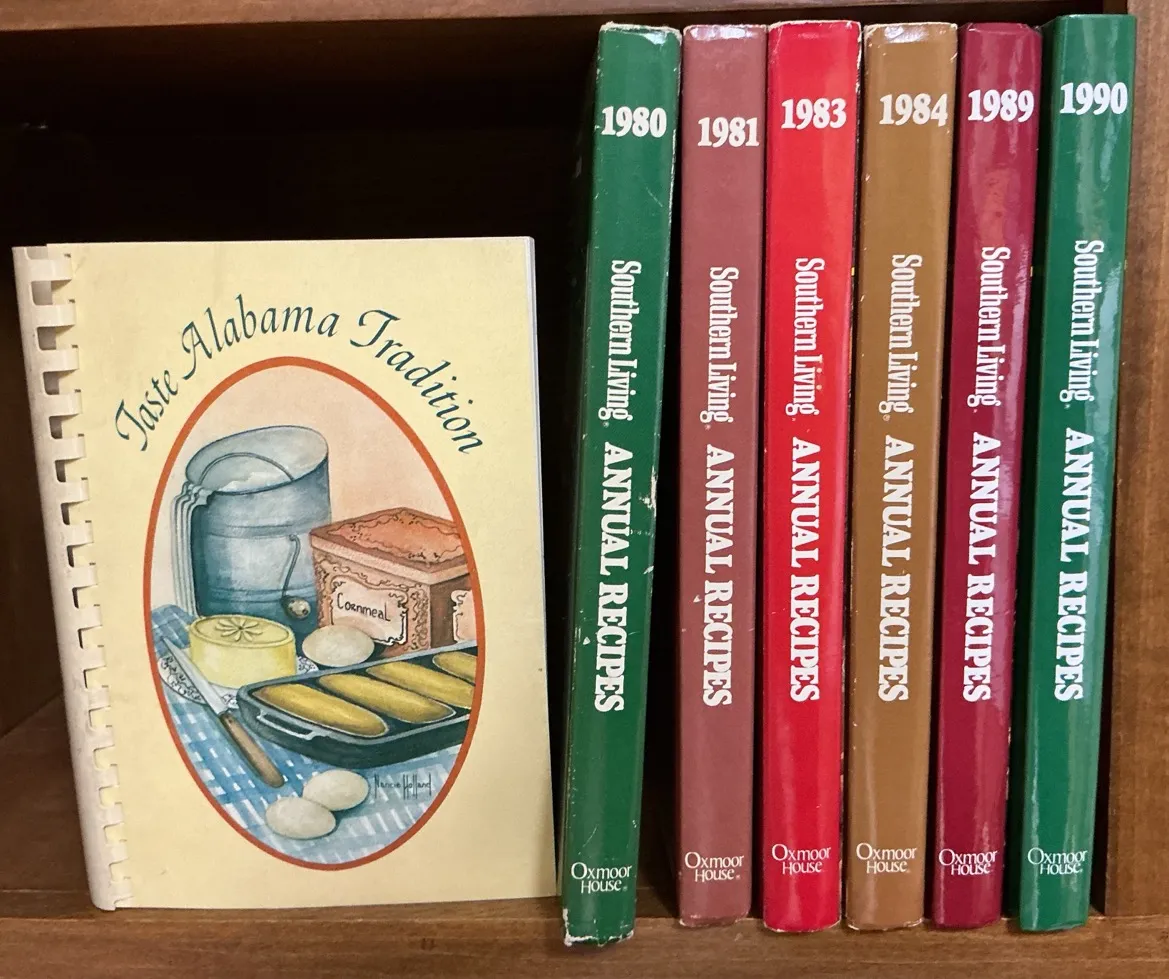 Taste Alabama Tradition
Cornmeal
Nancie Holland
1980
Southern Living®
ANNUAL RECIPES
Oxmoor
House®
1981
Southern Living®
ANNUAL RECIPES
Oxmoor
House®
1983
Southern Living®
ANNUAL RECIPES
Oxmoor
House
1984
Southern Living®
ANNUAL RECIPES
Oxmoor
House
1989
Southern Living®
ANNUAL RECIPES
Oxmoor
House
1990
Southern Living®
ANNUAL RECIPES
Oxmoor
House